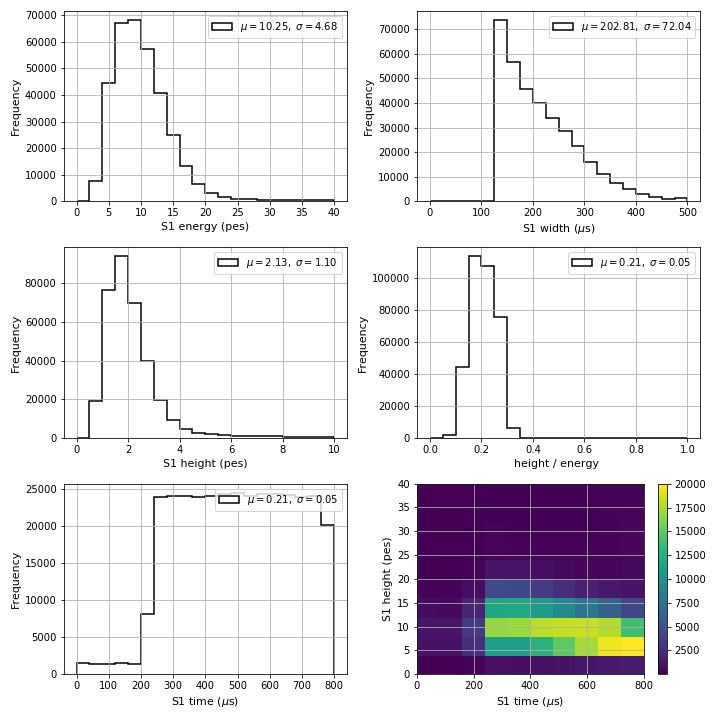 70000
60000
50000
40000
30000
20000
10000
0
Frequency
μ = 10.25, σ = 4.68
0 5 10 15 20 25 30 35 40
S1 energy (pes)
70000
60000
50000
40000
30000
20000
10000
0
Frequency
μ = 202.81, σ = 72.04
0 100 200 300 400 500
S1 width (μs)
80000
60000
40000
20000
0
Frequency
μ = 2.13, σ = 1.10
0 2 4 6 8 10
S1 height (pes)
100000
80000
60000
40000
20000
0
Frequency
μ = 0.21, σ = 0.05
0.0 0.2 0.4 0.6 0.8 1.0
height / energy
25000
20000
15000
10000
5000
0
Frequency
μ = 0.21, σ = 0.05
0 100 200 300 400 500 600 700 800
S1 time (μs)
40
35
30
25
20
15
10
5
0
S1 height (pes)
0 200 400 600 800
S1 time (μs)
20000
17500
15000
12500
10000
7500
5000
2500